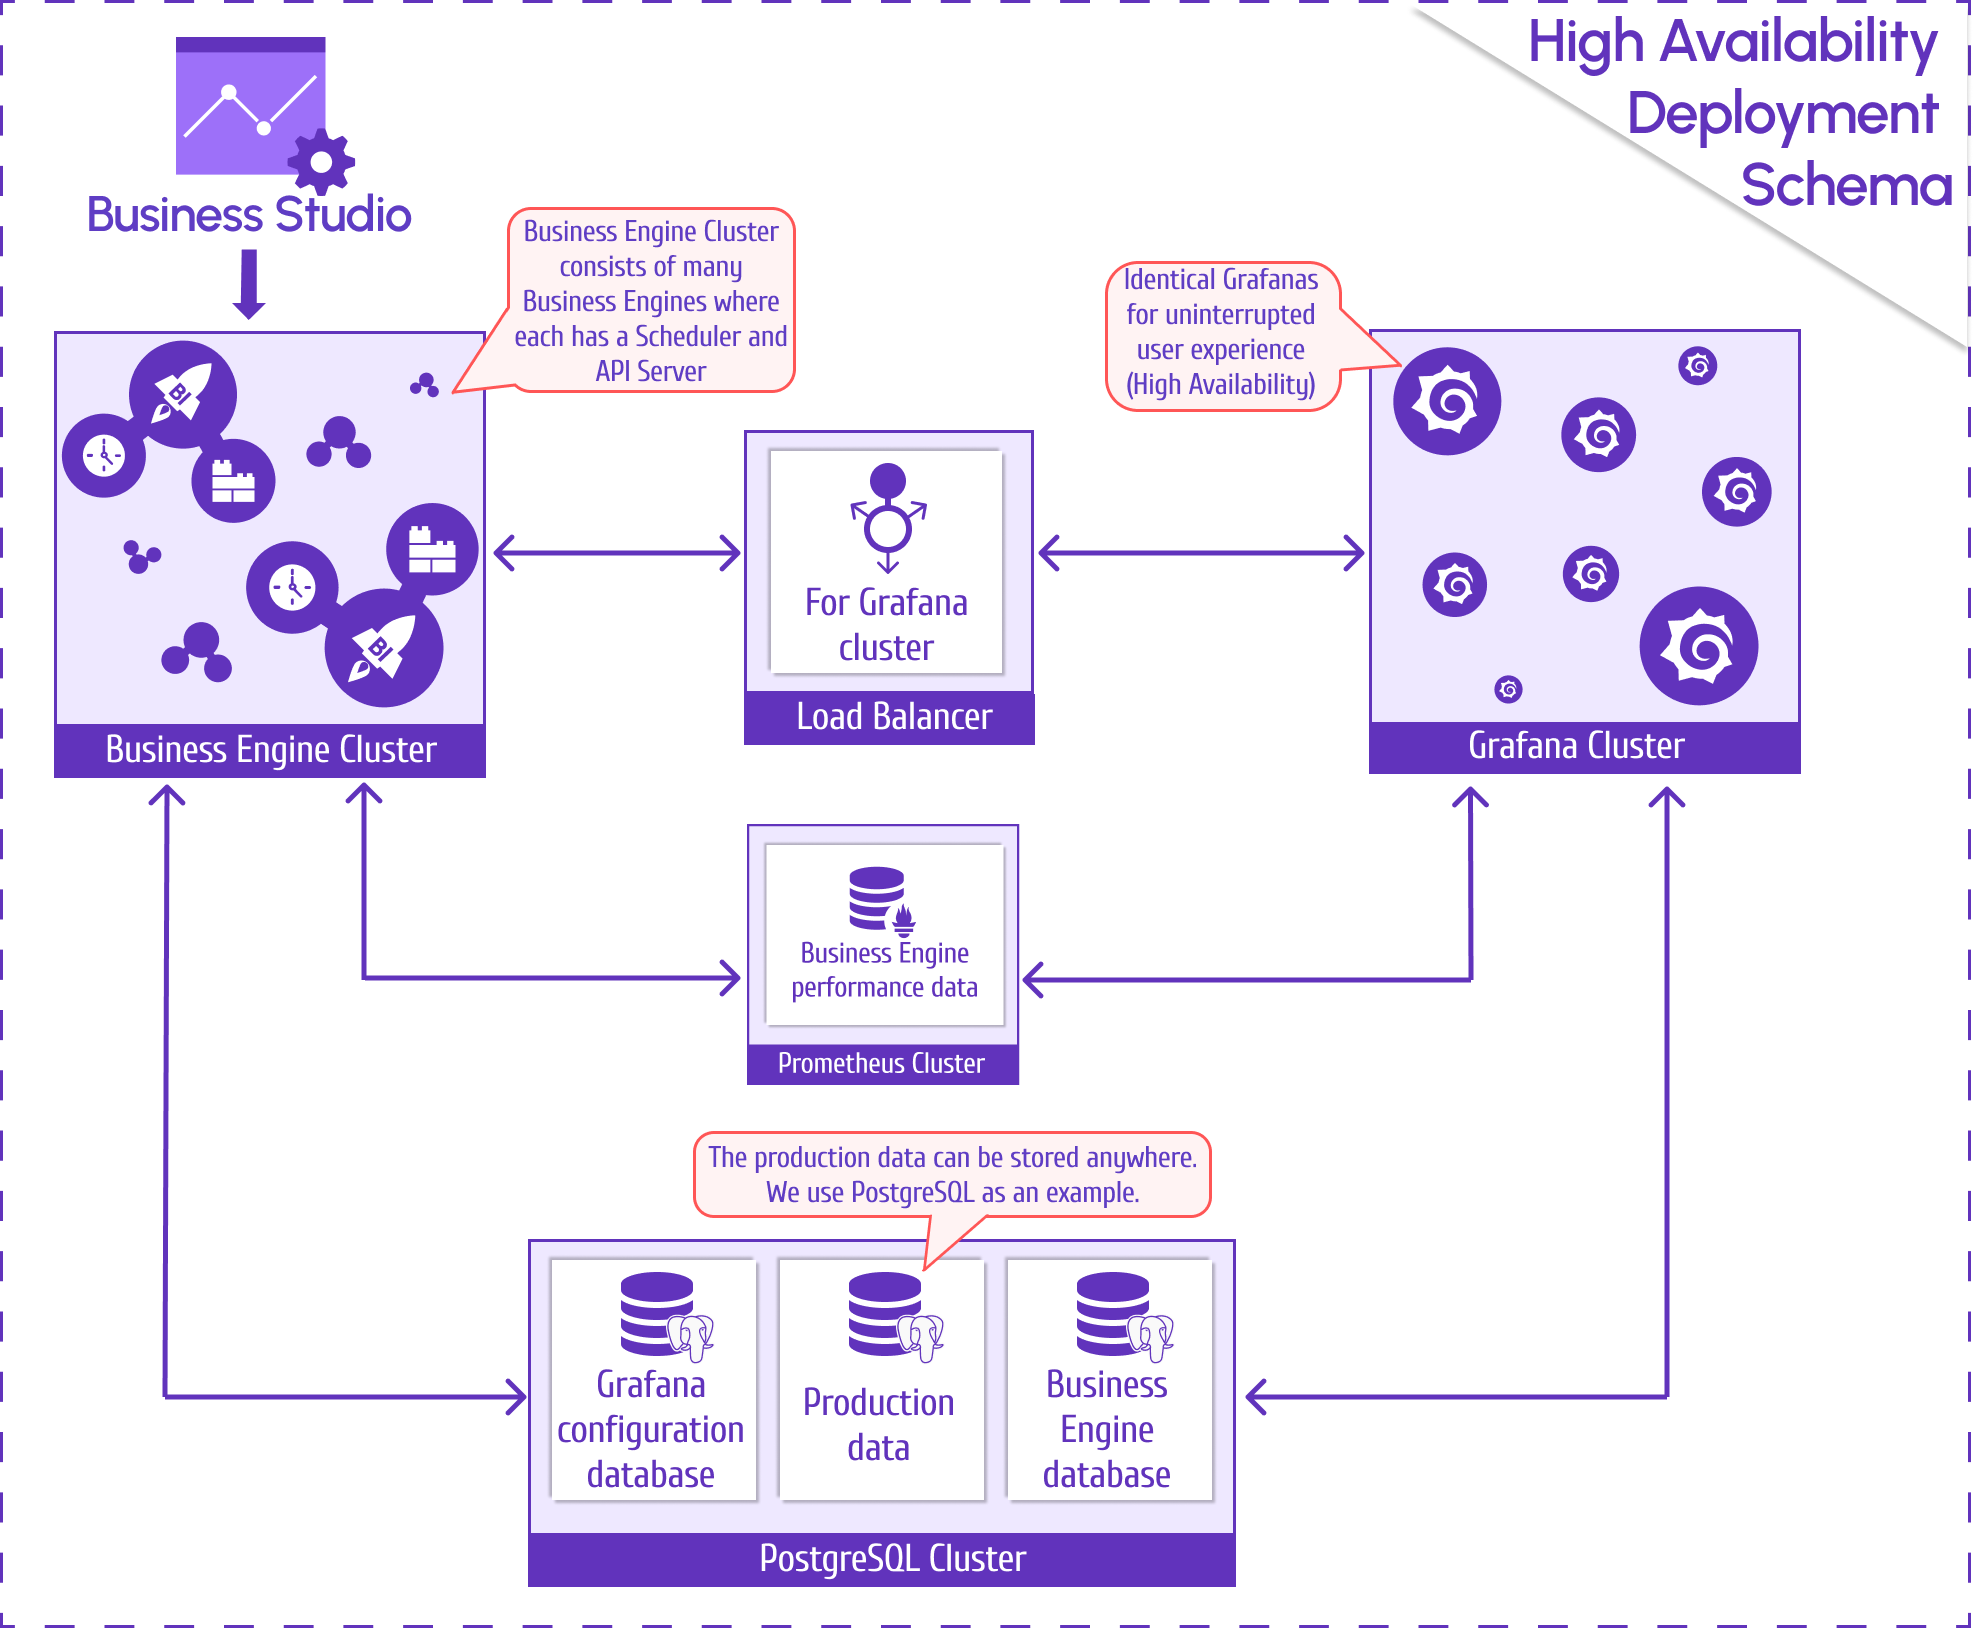 High Availability
Deployment
Schema
Business Studio
Business Engine Cluster
consists of many
Business Engines where
each has a Scheduler and
API Server
Identical Grafanas
for uninterrupted
user experience
(High Availability)
BI
BI
Business Engine Cluster
For Grafana
cluster
Load Balancer
Grafana Cluster
Business Engine
performance data
Prometheus Cluster
The production data can be stored anywhere.
We use PostgreSQL as an example.
Grafana
configuration
database
Production
data
Business
Engine
database
PostgreSQL Cluster